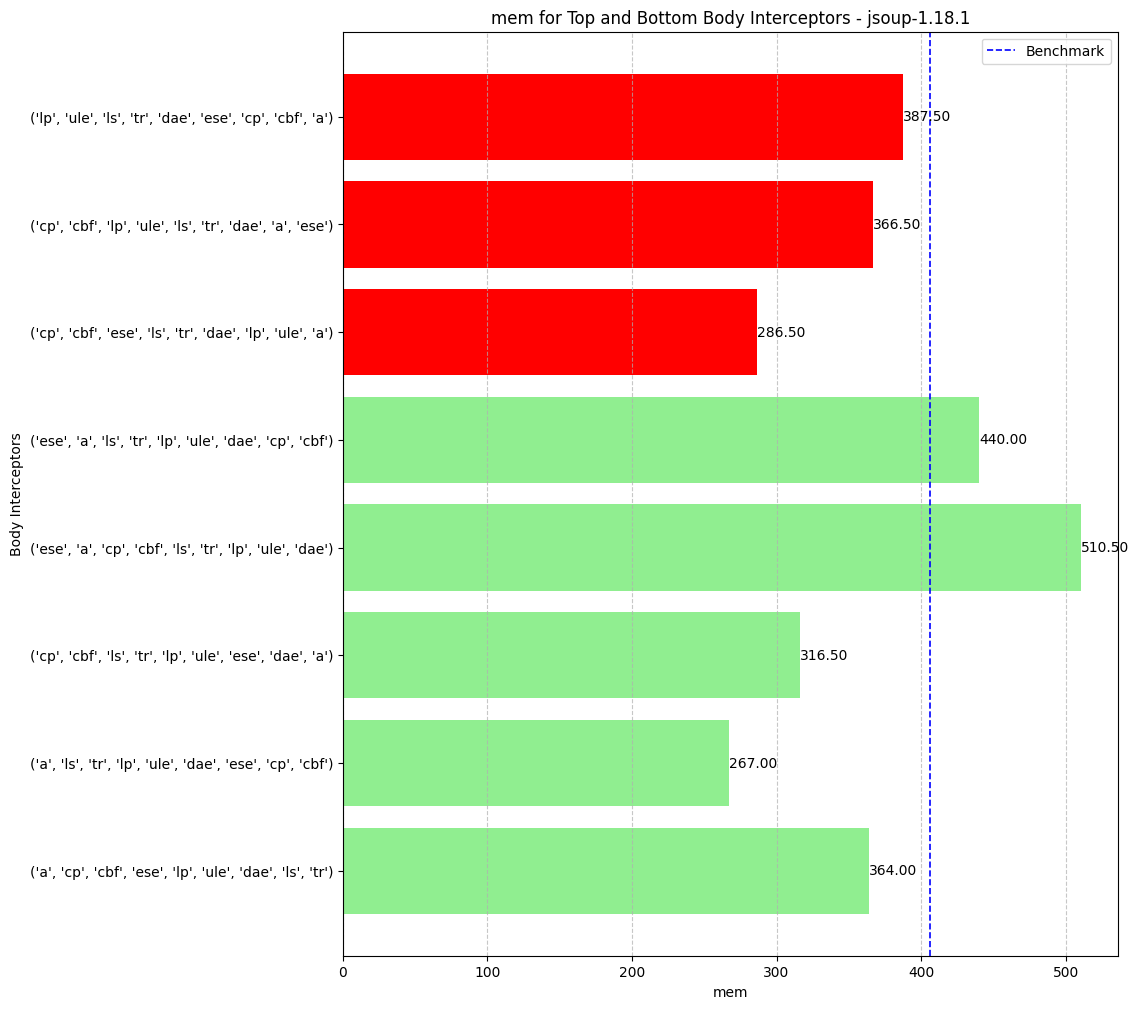 mem for Top and Bottom Body Interceptors - jsoup-1.18.1
Benchmark
('lp', 'ule', 'ls', 'tr', 'dae', 'ese', 'cp', 'cbf', 'a')
387.50
('cp', 'cbf', 'lp', 'ule', 'ls', 'tr', 'dae', 'a', 'ese')
366.50
('cp', 'cbf', 'ese', 'ls', 'tr', 'dae', 'lp', 'ule', 'a')
286.50
('ese', 'a', 'ls', 'tr', 'lp', 'ule', 'dae', 'cp', 'cbf')
440.00
('ese', 'a', 'cp', 'cbf', 'ls', 'tr', 'lp', 'ule', 'dae')
510.50
('cp', 'cbf', 'ls', 'tr', 'lp', 'ule', 'ese', 'dae', 'a')
316.50
('a', 'ls', 'tr', 'lp', 'ule', 'dae', 'ese', 'cp', 'cbf')
267.00
('a', 'cp', 'cbf', 'ese', 'lp', 'ule', 'dae', 'ls', 'tr')
364.00
Body Interceptors
0 100 200 300 400 500
mem